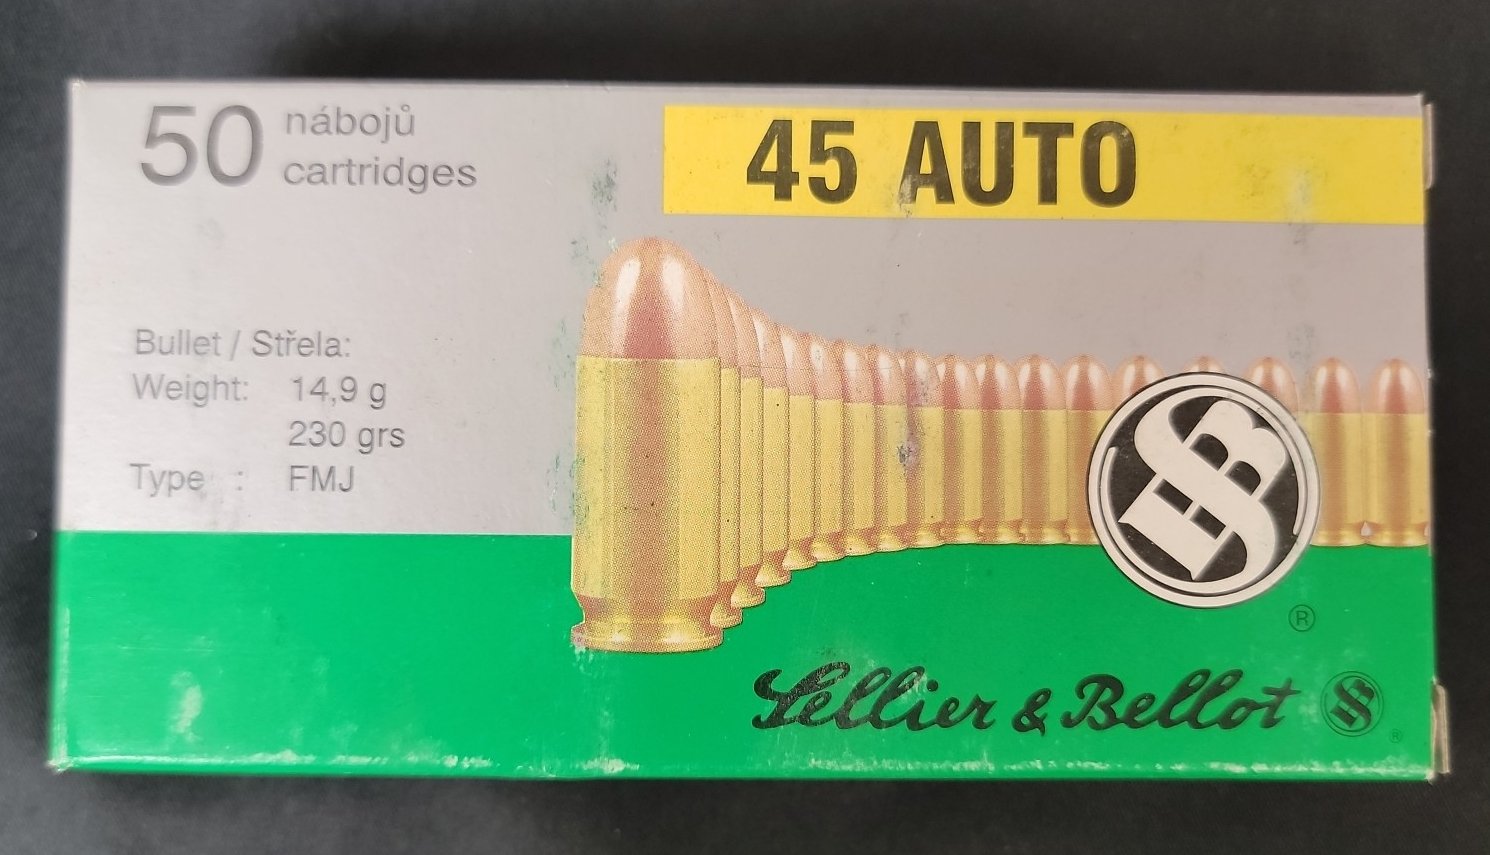 50 nábojů
cartridges
45 AUTO
Bullet / Střela:
Weight: 14,9 g
230 grs
Type : FMJ
SB
®
Sellier & Bellot S
®